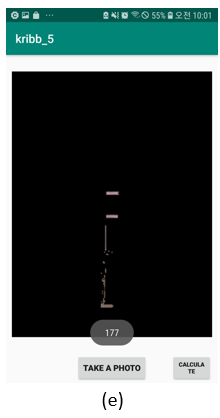 55% 오전 10:01
kribb_5
177
TAKE A PHOTO
CALCULA
TE
(e)